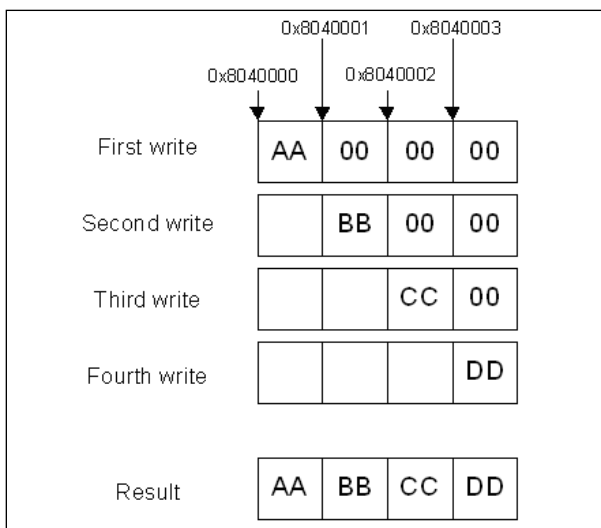 0x8040001 0x8040003
0x8040000 0x8040002
First write AA 00 00 00
Second write BB 00 00
Third write CC 00
Fourth write DD
Result AA BB CC DD